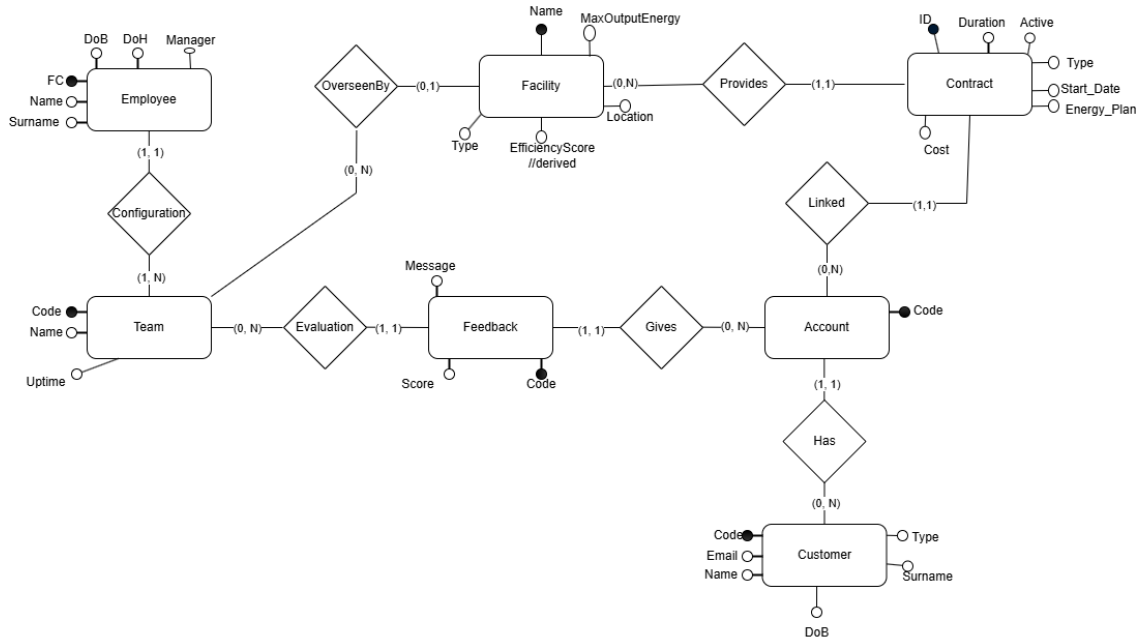 Name
MaxOutputEnergy
ID
Duration
Active
DoB
DoH
Manager
FC
Name
Surname
Employee
OverseenBy
(0,1)
Facility
(0,N)
Provides
(1,1)
Contract
Type
Start_Date
Energy_Plan
Location
Type
EfficiencyScore
//derived
Cost
(1, 1)
(0, N)
Configuration
Linked
(1,1)
(1, N)
(0,N)
Message
Code
Name
Team
Uptime
(0, N)
Evaluation
(1, 1)
Feedback
(1, 1)
Gives
(0, N)
Account
Code
Score
Code
(1, 1)
Has
(0, N)
Code
Email
Name
Customer
Type
Surname
DoB